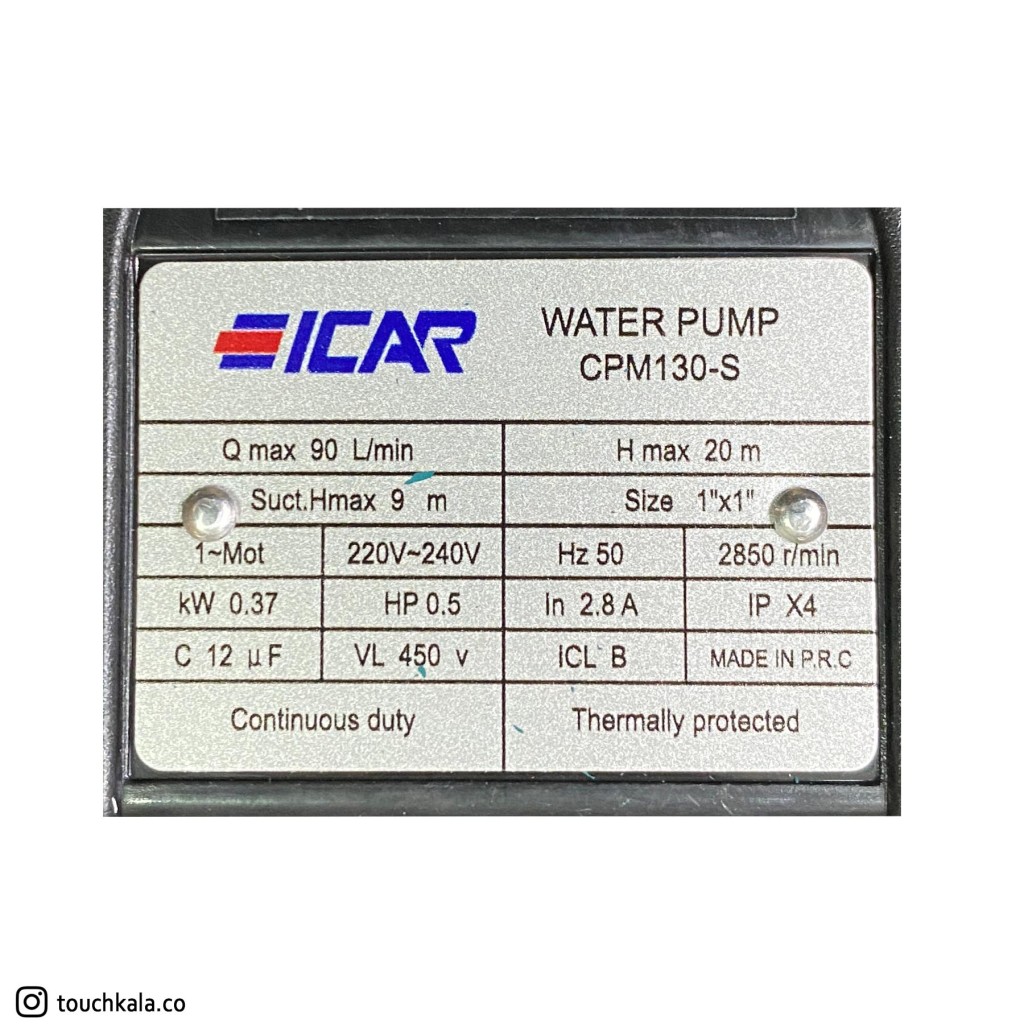 ICAR
WATER PUMP
CPM130-S
Q max 90 L/min
H max 20 m
Suct.Hmax 9 m
Size 1"x1"
1~Mot
220V~240V
Hz 50
2850 r/min
kW 0.37
HP 0.5
In 2.8 A
IP X4
C 12 µF
VL 450 v
ICL B
MADE IN P.R.C
Continuous duty
Thermally protected
touchkala.co